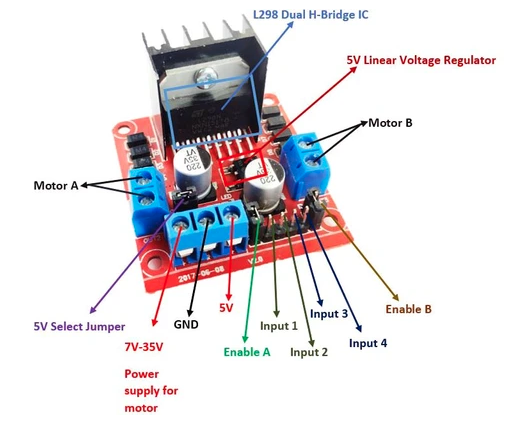 L298 Dual H-Bridge IC
5V Linear Voltage Regulator
Motor B
Motor A
220
35V
VT
220
2017-06-08
5V Select Jumper
7V-35V
Power
supply for
motor
GND
5V
Enable A
Input 1
Input 2
Input 3
Input 4
Enable B